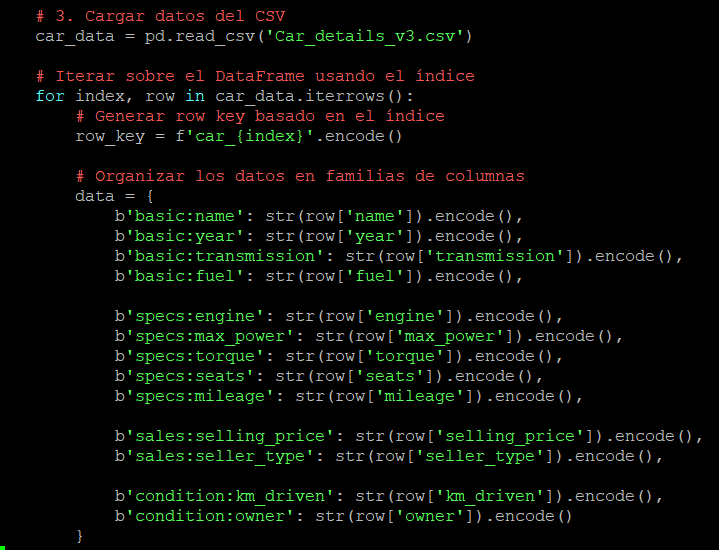 # 3. Cargar datos del CSV
car_data = pd.read_csv('Car_details_v3.csv')

# Iterar sobre el DataFrame usando el índice
for index, row in car_data.iterrows():
    # Generar row key basado en el índice
    row_key = f'car_{index}'.encode()

    # Organizar los datos en familias de columnas
    data = {
        b'basic:name': str(row['name']).encode(),
        b'basic:year': str(row['year']).encode(),
        b'basic:transmission': str(row['transmission']).encode(),
        b'basic:fuel': str(row['fuel']).encode(),

        b'specs:engine': str(row['engine']).encode(),
        b'specs:max_power': str(row['max_power']).encode(),
        b'specs:torque': str(row['torque']).encode(),
        b'specs:seats': str(row['seats']).encode(),
        b'specs:mileage': str(row['mileage']).encode(),

        b'sales:selling_price': str(row['selling_price']).encode(),
        b'sales:seller_type': str(row['seller_type']).encode(),

        b'condition:km_driven': str(row['km_driven']).encode(),
        b'condition:owner': str(row['owner']).encode()
    }